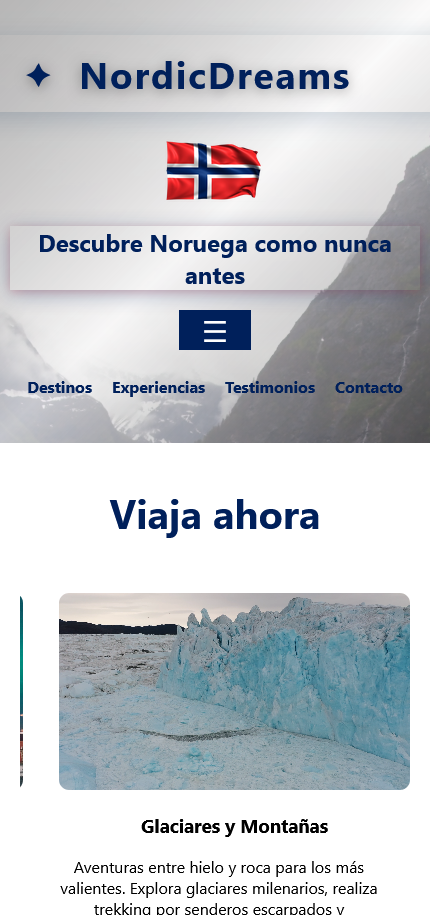 ✦ NordicDreams
Descubre Noruega como nunca
antes
☰
Destinos Experiencias Testimonios Contacto
Viaja ahora
Glaciares y Montañas
Aventuras entre hielo y roca para los más
valientes. Explora glaciares milenarios, realiza
trekking por senderos escarpados y